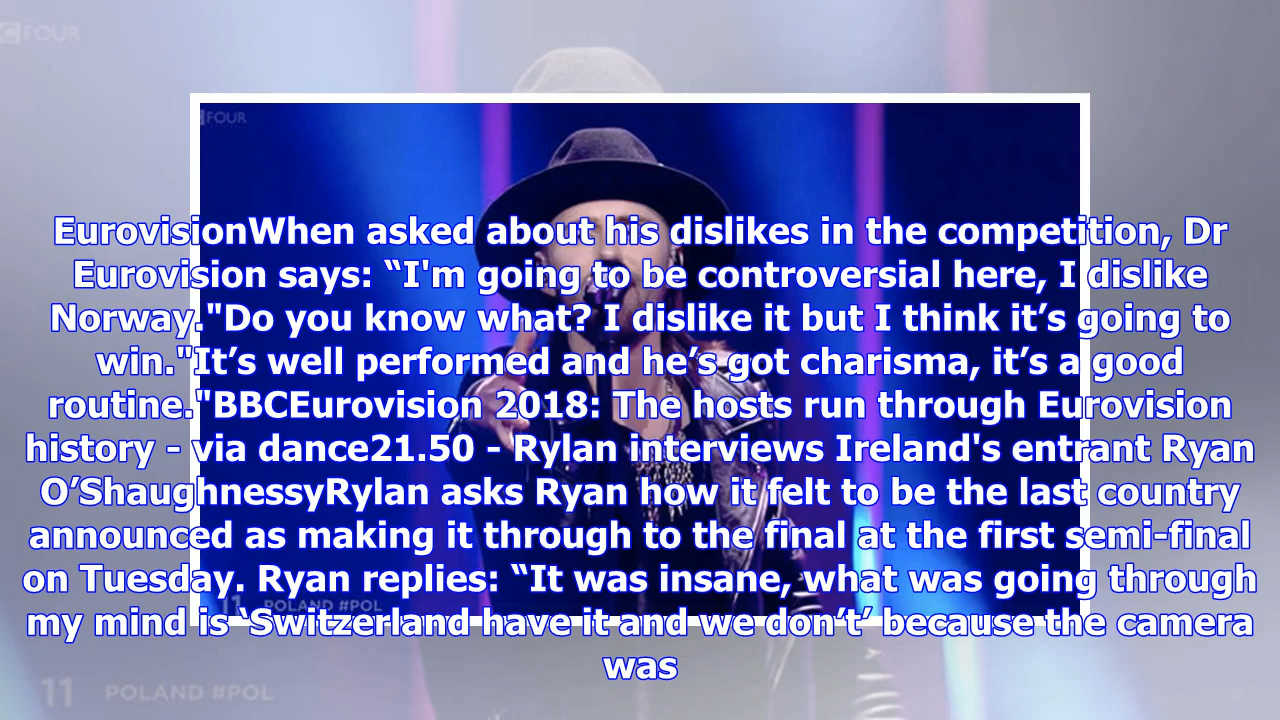 C FOUR
FOUR
EurovisionWhen asked about his dislikes in the competition, Dr
Eurovision says: “I'm going to be controversial here, I dislike
Norway."Do you know what? I dislike it but I think it’s going to
win."It’s well performed and he’s got charisma, it’s a good
routine."BBCEurovision 2018: The hosts run through Eurovision
history - via dance21.50 - Rylan interviews Ireland's entrant Ryan
O’ShaughnessyRylan asks Ryan how it felt to be the last country
announced as making it through to the final at the first semi-final
on Tuesday. Ryan replies: “It was insane, what was going through
my mind is ‘Switzerland have it and we don’t’ because the camera
was
11 POLAND #POL
11 POLAND #POL